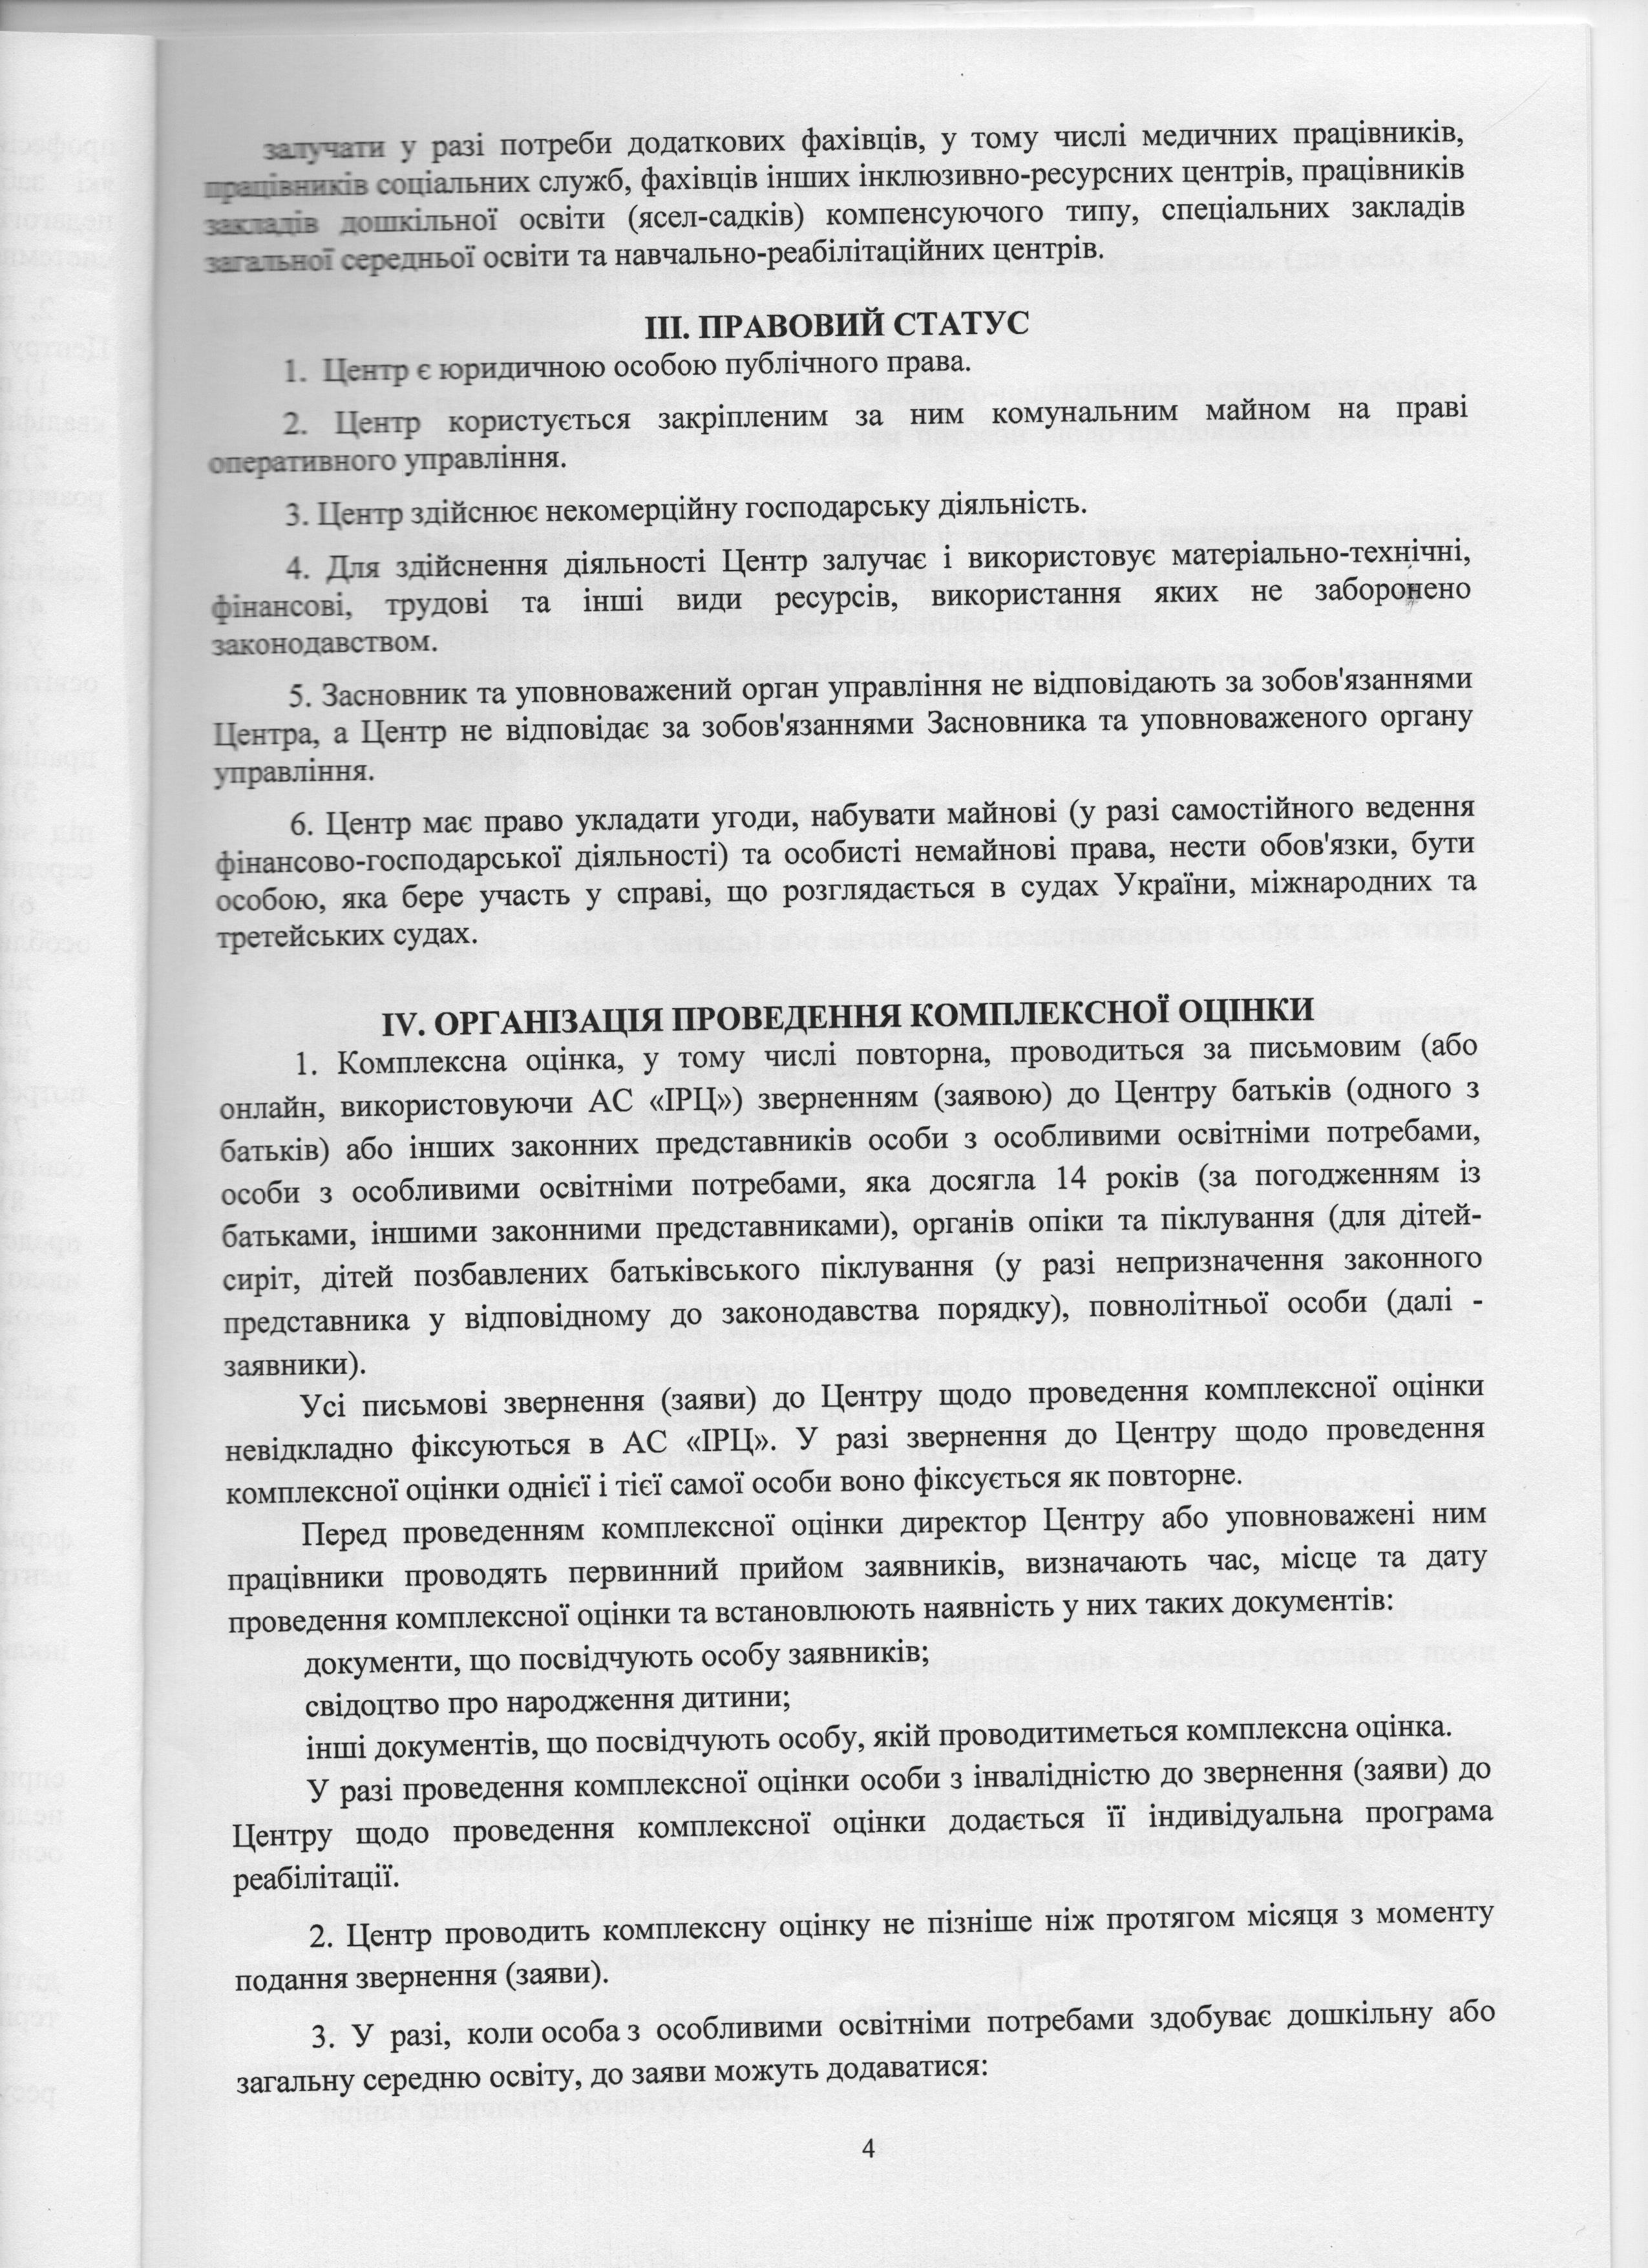 залучати у разі потреби додаткових фахівців, у тому числі медичних працівників,
працівників соціальних служб, фахівців інших інклюзивно-ресурсних центрів, працівників
закладів дошкільної освіти (ясел-садків) компенсуючого типу, спеціальних закладів
загальної середньої освіти та навчально-реабілітаційних центрів.
ІІІ. ПРАВОВИЙ СТАТУС
1. Центр є юридичною особою публічного права.
2. Центр користується закріпленим за ним комунальним майном на праві
оперативного управління.
3. Центр здійснює некомерційну господарську діяльність.
4. Для здійснення діяльності Центр залучає і використовує матеріально-технічні,
фінансові, трудові та інші види ресурсів, використання яких не заборонено
законодавством.
5. Засновник та уповноважений орган управління не відповідають за зобов'язаннями
Центра, а Центр не відповідає за зобов'язаннями Засновника та уповноваженого органу
управління.
6. Центр має право укладати угоди, набувати майнові (у разі самостійного ведення
фінансово-господарської діяльності) та особисті немайнові права, нести обов'язки, бути
особою, яка бере участь у справі, що розглядається в судах України, міжнародних та
третейських судах.
IV. ОРГАНІЗАЦІЯ ПРОВЕДЕННЯ КОМПЛЕКСНОЇ ОЦІНКИ
1. Комплексна оцінка, у тому числі повторна, проводиться за письмовим (або
онлайн, використовуючи АС «ІРЦ») зверненням (заявою) до Центру батьків (одного з
батьків) або інших законних представників особи з особливими освітніми потребами,
особи з особливими освітніми потребами, яка досягла 14 років (за погодженням із
батьками, іншими законними представниками), органів опіки та піклування (для дітей-
сиріт, дітей позбавлених батьківського піклування (у разі непризначення законного
представника у відповідному до законодавства порядку), повнолітньої особи (далі -
заявники).
Усі письмові звернення (заяви) до Центру щодо проведення комплексної оцінки
невідкладно фіксуються в АС «ІРЦ». У разі звернення до Центру щодо проведення
комплексної оцінки однієї і тієї самої особи воно фіксується як повторне.
Перед проведенням комплексної оцінки директор Центру або уповноважені ним
працівники проводять первинний прийом заявників, визначають час, місце та дату
проведення комплексної оцінки та встановлюють наявність у них таких документів:
документи, що посвідчують особу заявників;
свідоцтво про народження дитини;
інші документів, що посвідчують особу, якій проводитиметься комплексна оцінка.
У разі проведення комплексної оцінки особи з інвалідністю до звернення (заяви) до
Центру щодо проведення комплексної оцінки додається її індивідуальна програма
реабілітації.
2. Центр проводить комплексну оцінку не пізніше ніж протягом місяця з моменту
подання звернення (заяви).
3. У разі, коли особа з особливими освітніми потребами здобуває дошкільну або
загальну середню освіту, до заяви можуть додаватися:
4